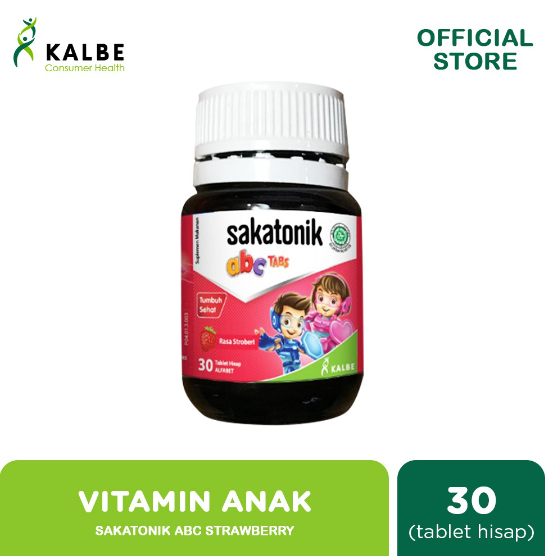 KALBE
Consumer Health
OFFICIAL
STORE
Suplemen Makanan
sakatonik
abc TABS
Tumbuh
Sehat
Rasa Stroberi
30 Tablet Hisap
ALFABET
KALBE
VITAMIN ANAK
SAKATONIK ABC STRAWBERRY
30
(tablet hisap)